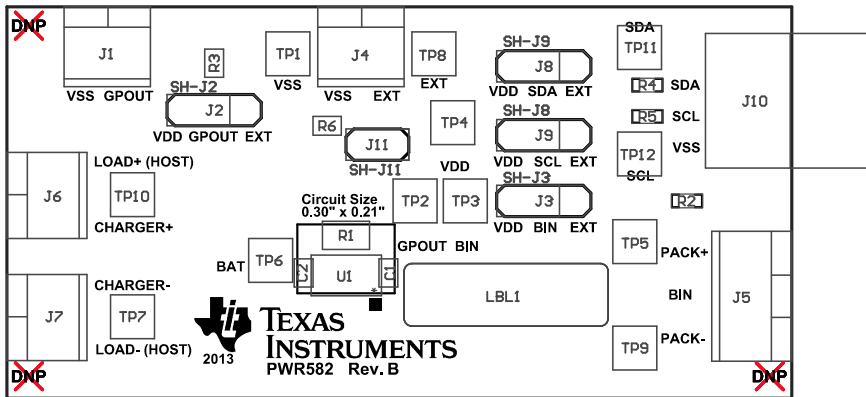 DNP
J1
VSS GPOUT
R3
SH-J2
J2
VDD GPOUT EXT
TP1
VSS
J4
VSS EXT
TP8
EXT
SH-J9
J8
VDD SDA EXT
SDA
TP11
R4 SDA
R5 SCL
J10
R6
TP4
VDD
J11
SH-J11
SH-J8
J9
VDD SCL EXT
VSS
TP12
SCL
LOAD+ (HOST)
J6
TP10
CHARGER+
Circuit Size
0.30" x 0.21"
TP2
TP3
GPOUT BIN
SH-J3
J3
VDD BIN EXT
R2
R1
BAT
TP6
C2
U1
C1
*
LBL1
TP5
PACK+
BIN
J5
PACK-
TP9
CHARGER-
J7
TP7
LOAD- (HOST)
2013
TEXAS
INSTRUMENTS
PWR582 Rev. B
DNP
DNP